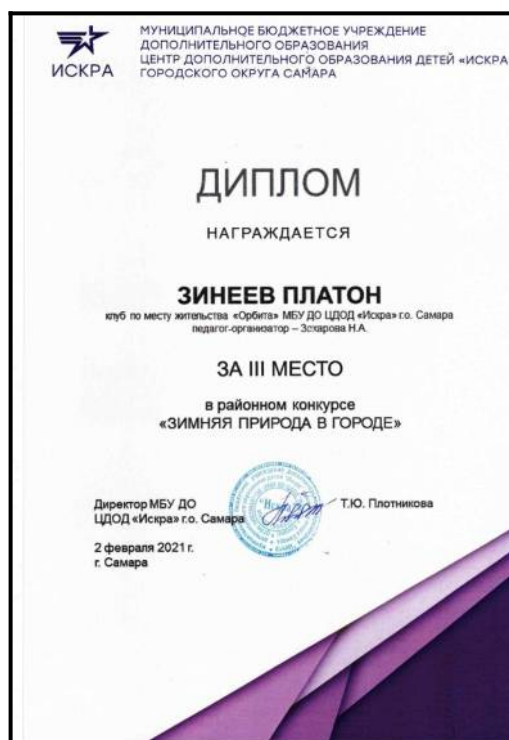 МУНИЦИПАЛЬНОЕ БЮДЖЕТНОЕ УЧРЕЖДЕНИЕ
ДОПОЛНИТЕЛЬНОГО ОБРАЗОВАНИЯ
ЦЕНТР ДОПОЛНИТЕЛЬНОГО ОБРАЗОВАНИЯ ДЕТЕЙ «ИСКРА
ГОРОДСКОГО ОКРУГА САМАРА
ИСКРА
ДИПЛОМ
НАГРАЖДАЕТСЯ
ЗИНЕЕВ ПЛАТОН
клуб по месту жительства «Орбита» МБУ ДО ЦДОД «Искра» г.о. Самара
педагог-организатор – Захарова Н.А.
ЗА III МЕСТО
в районном конкурсе
«ЗИМНЯЯ ПРИРОДА В ГОРОДЕ»
Директор МБУ ДО
ЦДОД «Искра» г.о. Самара
Т.Ю. Плотникова
2 февраля 2021 г.
г. Самара